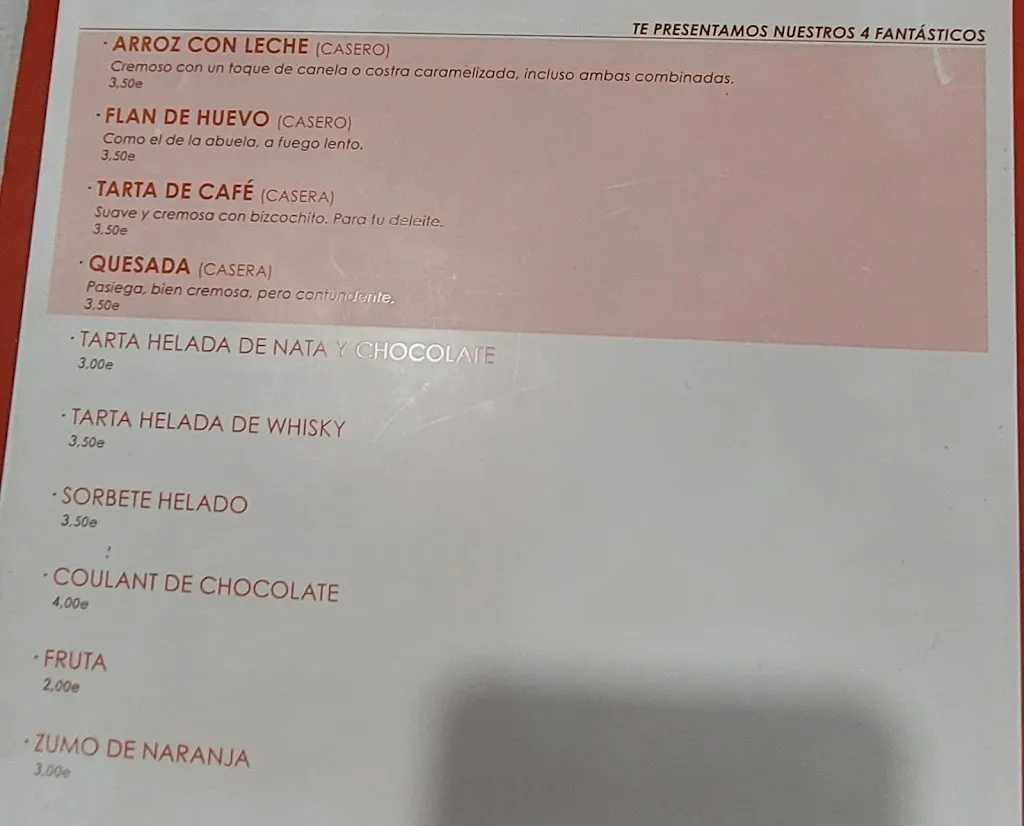 TE PRESENTAMOS NUESTROS 4 FANTÁSTICOS
· ARROZ CON LECHE (CASERO)
Cremoso con un toque de canela o costra caramelizada, incluso ambas combinadas.
3,50e
· FLAN DE HUEVO (CASERO)
Como el de la abuela, a fuego lento.
3,50e
· TARTA DE CAFÉ (CASERA)
Suave y cremosa con bizcochito. Para tu deleite.
3,50e
· QUESADA (CASERA)
Pasiega, bien cremosa, pero contundente.
3,50e
· TARTA HELADA DE NATA Y CHOCOLATE
3,00e
· TARTA HELADA DE WHISKY
3,50e
· SORBETE HELADO
3,50e
· COULANT DE CHOCOLATE
4,00e
· FRUTA
2,00e
· ZUMO DE NARANJA
3,00e